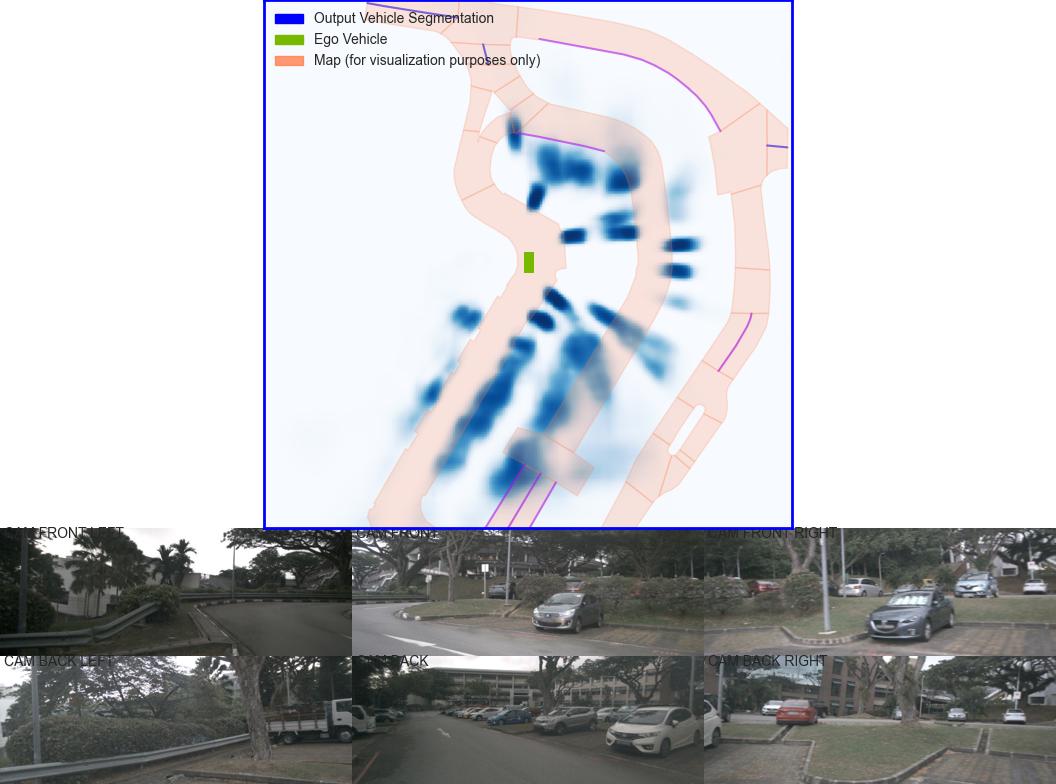 Output Vehicle Segmentation
Ego Vehicle
Map (for visualization purposes only)
CAM FRONT LEFT
CAM FRONT
CAM FRONT RIGHT
CAM BACK LEFT
CAM BACK
CAM BACK RIGHT